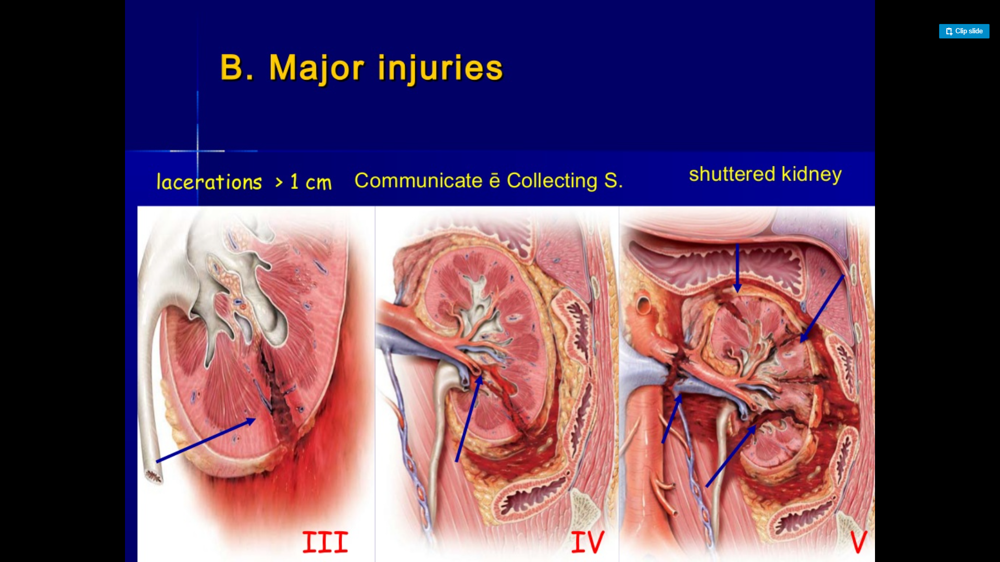 Clip slide
B. Major injuries
lacerations > 1 cm
Communicate ē Collecting S.
shuttered kidney
III
IV
V